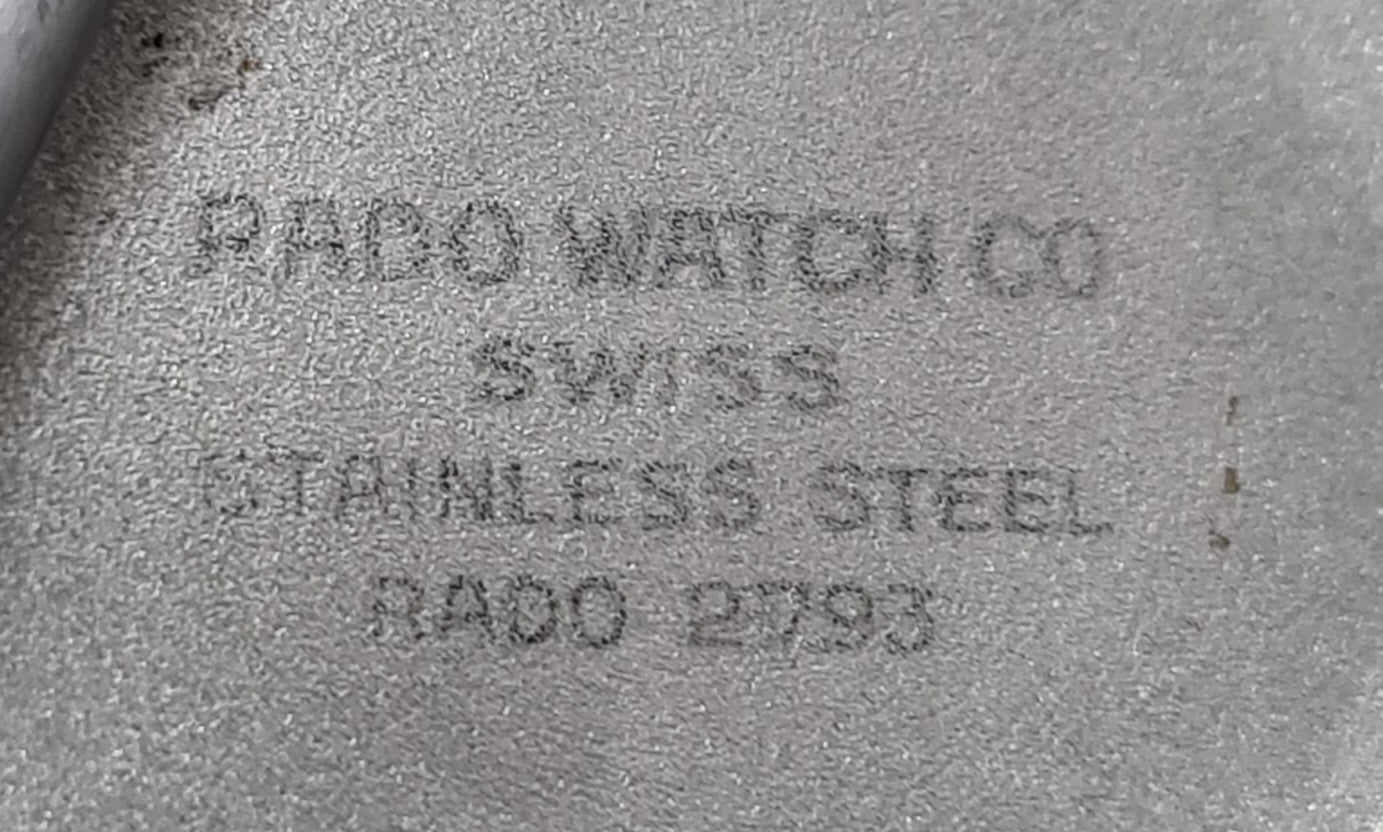 RADO WATCH CO
SWISS
STAINLESS STEEL
RADO 2793